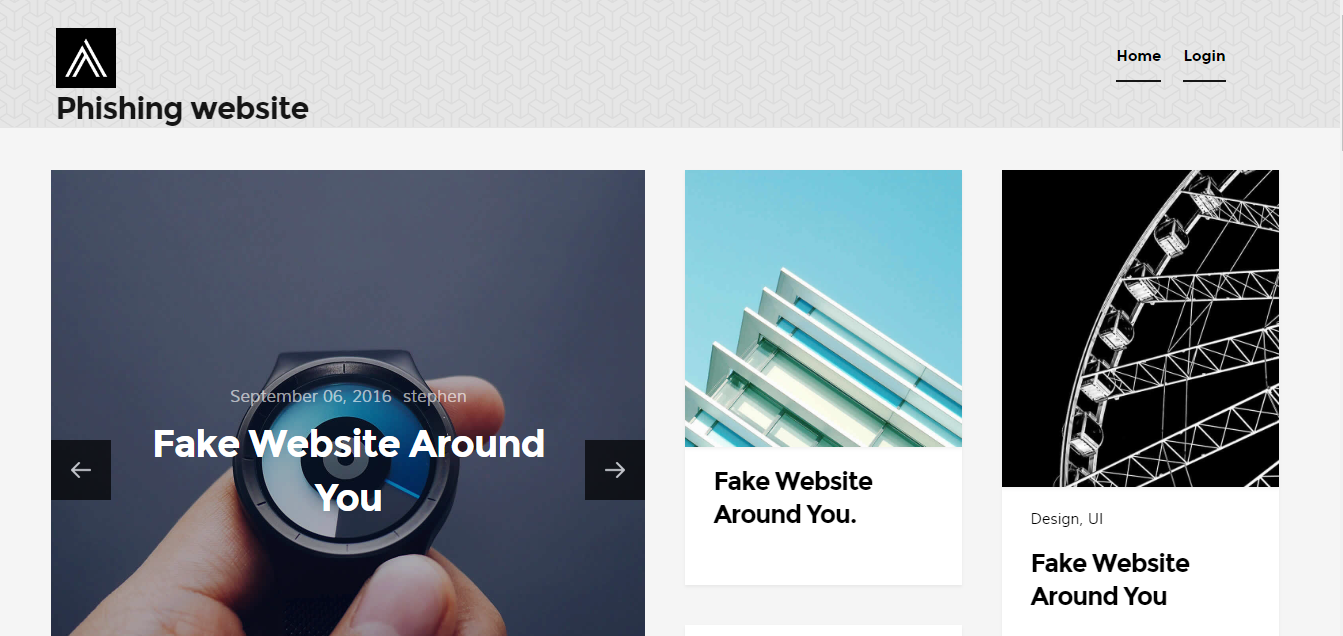 Home Login
Phishing website
September 06, 2016 stephen
Fake Website Around
You
Fake Website
Around You.
Design, UI
Fake Website
Around You